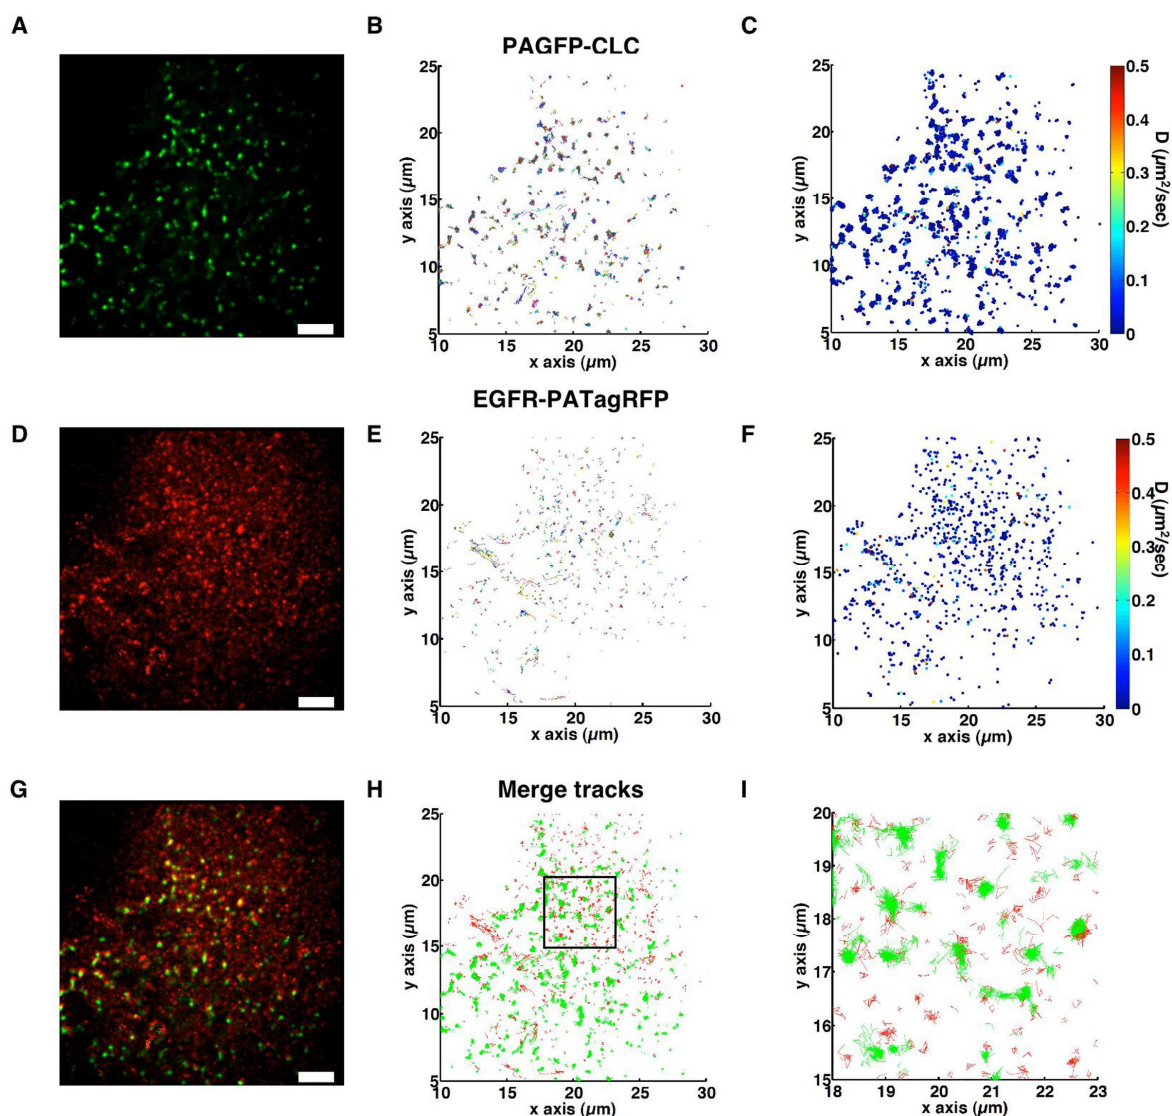 A
B
PAGFP-CLC
C
25
20
15
10
5
y axis (µm)
10 15 20 25 30
x axis (µm)
25
20
15
10
5
y axis (µm)
10 15 20 25 30
x axis (µm)
0.5
0.4
0.3
0.2
0.1
0
D (µm²/sec)
D
E
EGFR-PATagRFP
F
25
20
15
10
5
y axis (µm)
10 15 20 25 30
x axis (µm)
25
20
15
10
5
y axis (µm)
10 15 20 25 30
x axis (µm)
0.5
0.4
0.3
0.2
0.1
0
D (µm²/sec)
G
H
Merge tracks
I
25
20
15
10
5
y axis (µm)
10 15 20 25 30
x axis (µm)
20
19
18
17
16
15
y axis (µm)
18 19 20 21 22 23
x axis (µm)